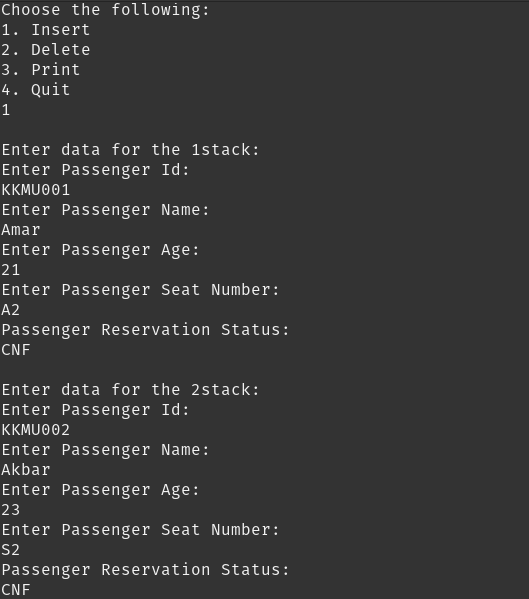 Choose the following:
1. Insert
2. Delete
3. Print
4. Quit
1
Enter data for the 1stack:
Enter Passenger Id:
KKMU001
Enter Passenger Name:
Amar
Enter Passenger Age:
21
Enter Passenger Seat Number:
A2
Passenger Reservation Status:
CNF
Enter data for the 2stack:
Enter Passenger Id:
KKMU002
Enter Passenger Name:
Akbar
Enter Passenger Age:
23
Enter Passenger Seat Number:
S2
Passenger Reservation Status:
CNF